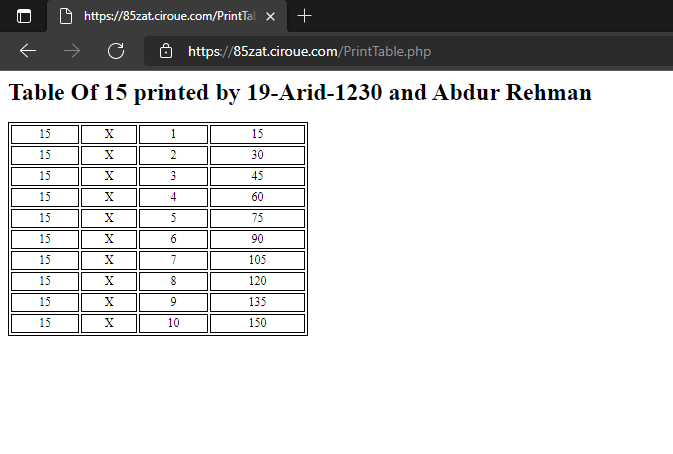 https://85zat.ciroue.com/PrintTa
https://85zat.ciroue.com/PrintTable.php
Table Of 15 printed by 19-Arid-1230 and Abdur Rehman
15 X 1 15
15 X 2 30
15 X 3 45
15 X 4 60
15 X 5 75
15 X 6 90
15 X 7 105
15 X 8 120
15 X 9 135
15 X 10 150